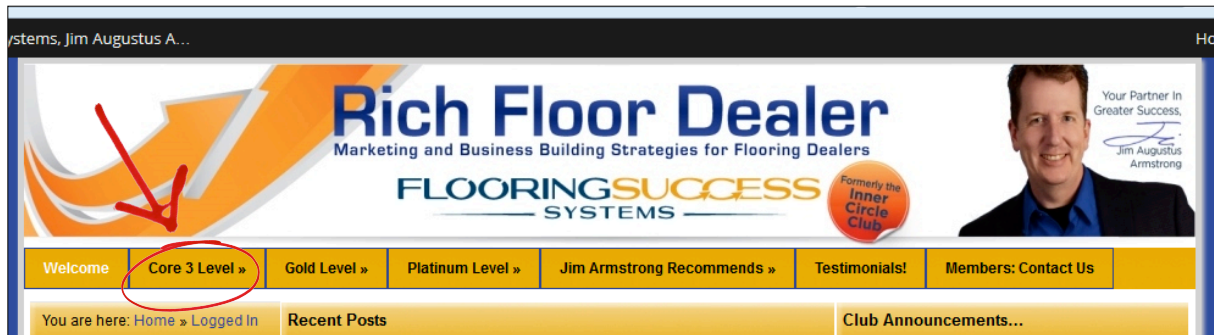 ystems, Jim Augustus A...
Ho
Rich Floor Dealer
Marketing and Business Building Strategies for Flooring Dealers
FLOORINGSUCCESS
SYSTEMS
Formerly the
Inner
Circle
Club
Your Partner In
Greater Success,
Jim Augustus
Armstrong
Welcome
Core 3 Level »
Gold Level »
Platinum Level »
Jim Armstrong Recommends »
Testimonials!
Members: Contact Us
You are here: Home » Logged In
Recent Posts
Club Announcements...